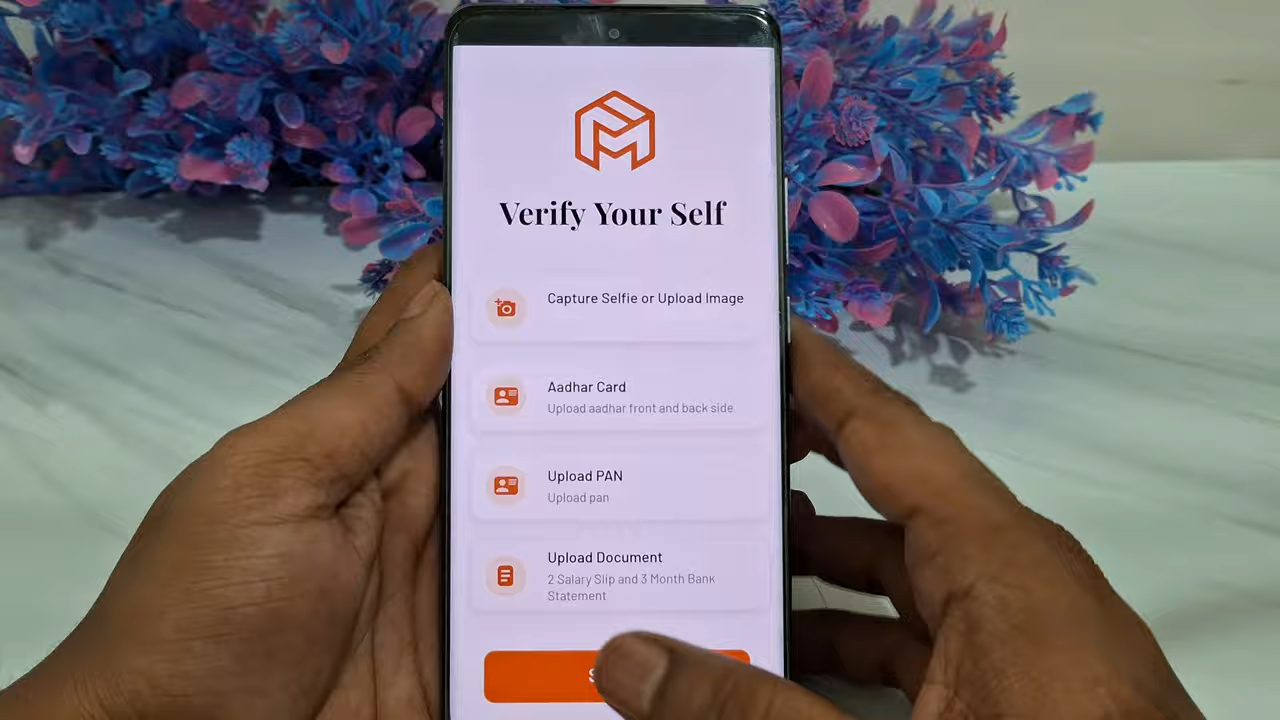 Verify Your Self
Capture Selfie or Upload Image
Aadhar Card
Upload aadhar front and back side
Upload PAN
Upload pan
Upload Document
2 Salary Slip and 3 Month Bank
Statement